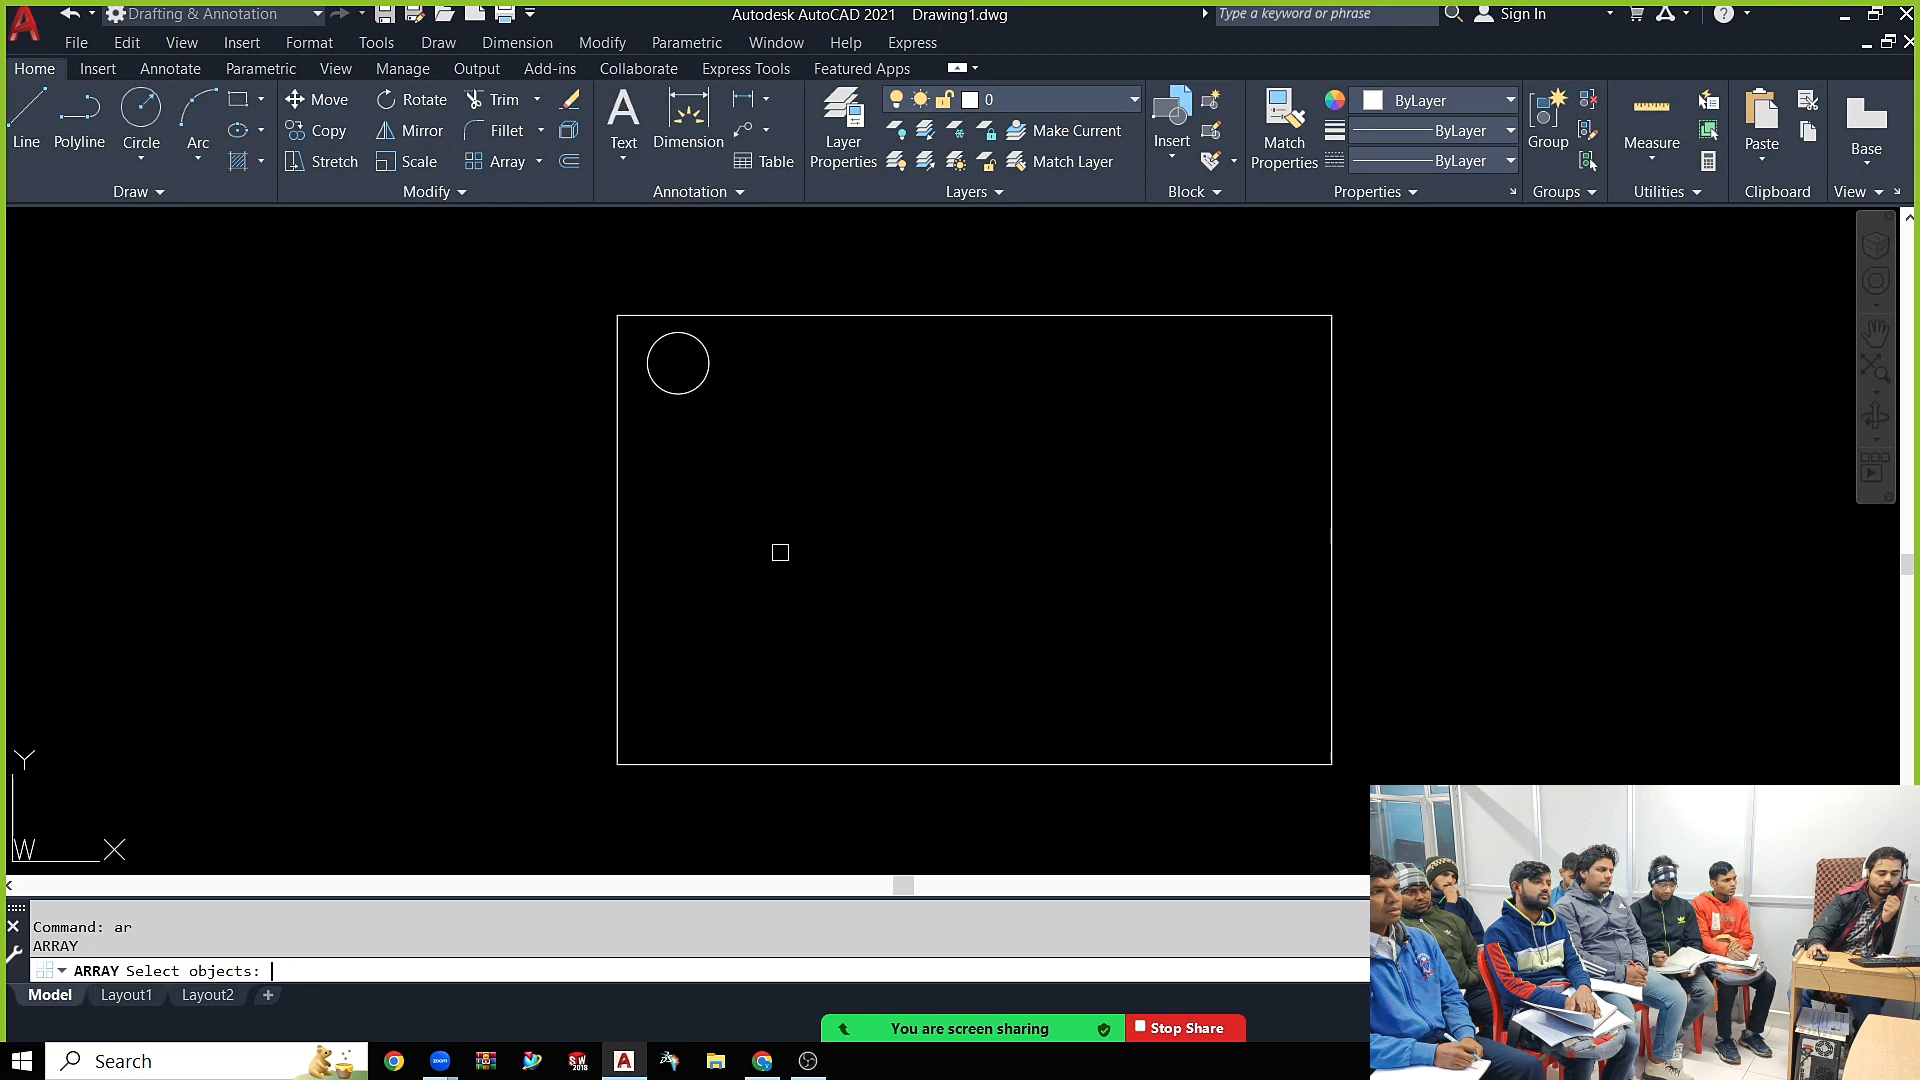 Drafting & Annotation
Autodesk AutoCAD 2021 Drawing1.dwg
Type a keyword or phrase
Sign In
File Edit View Insert Format Tools Draw Dimension Modify Parametric Window Help Express
Home Insert Annotate Parametric View Manage Output Add-ins Collaborate Express Tools Featured Apps
Line Polyline Circle Arc
Move Rotate Trim
Copy Mirror Fillet
Stretch Scale Array
Text Dimension Table
Layer Properties
0
Make Current
Match Layer
Insert
Match Properties
ByLayer
ByLayer
ByLayer
Group
Measure
Paste
Base
Draw Modify Annotation Layers Block Properties Groups Utilities Clipboard View
Y
W X
Command: ar
ARRAY
ARRAY Select objects:
Model Layout1 Layout2 +
You are screen sharing Stop Share
Search
zoom
SW
2018
A